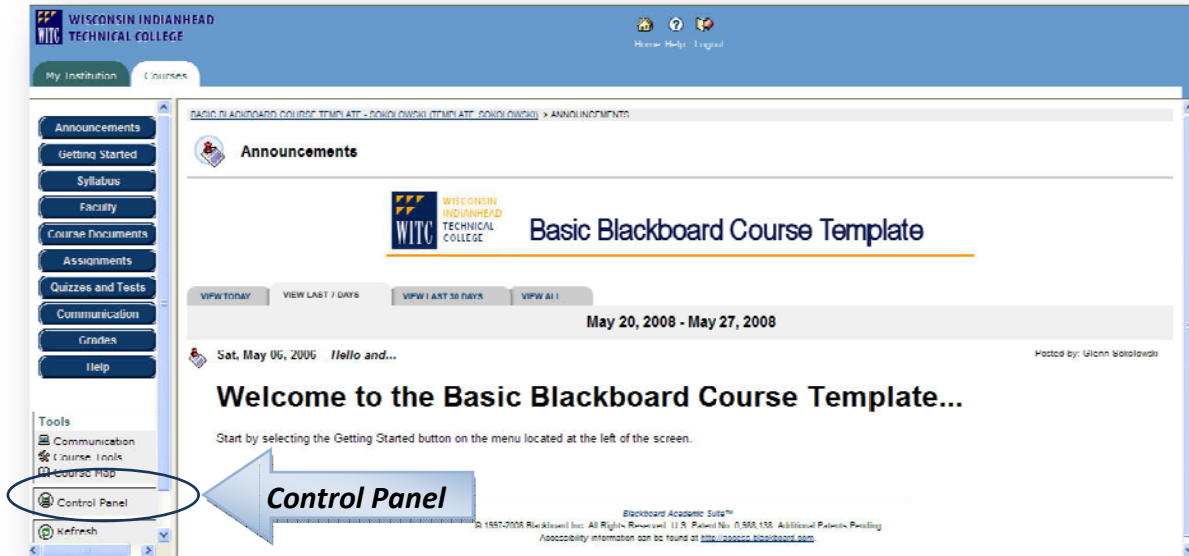 WISCONSIN INDIANHEAD
TECHNICAL COLLEGE
WITC
Home Help Logout
My Institution Courses
BASIC BLACKBOARD COURSE TEMPLATE - SOKOLOWSKI (TEMPLATE_SOKOLOWSKI) > ANNOUNCEMENTS
Announcements
Getting Started
Syllabus
Faculty
Course Documents
Assignments
Quizzes and Tests
Communication
Grades
Help
Tools
Communication
Course Tools
Course Map
Control Panel
Refresh
Announcements
WISCONSIN
INDIANHEAD
TECHNICAL
COLLEGE
WITC
Basic Blackboard Course Template
VIEW TODAY VIEW LAST 7 DAYS VIEW LAST 30 DAYS VIEW ALL
May 20, 2008 - May 27, 2008
Sat, May 06, 2006 Hello and... Posted by: Glenn Sokolowski
Welcome to the Basic Blackboard Course Template...
Start by selecting the Getting Started button on the menu located at the left of the screen.
Control Panel
Blackboard Academic Suite™
© 1997-2008 Blackboard Inc. All Rights Reserved. U.S. Patent No. 6,988,138. Additional Patents Pending
Accessibility information can be found at http://access.blackboard.com.